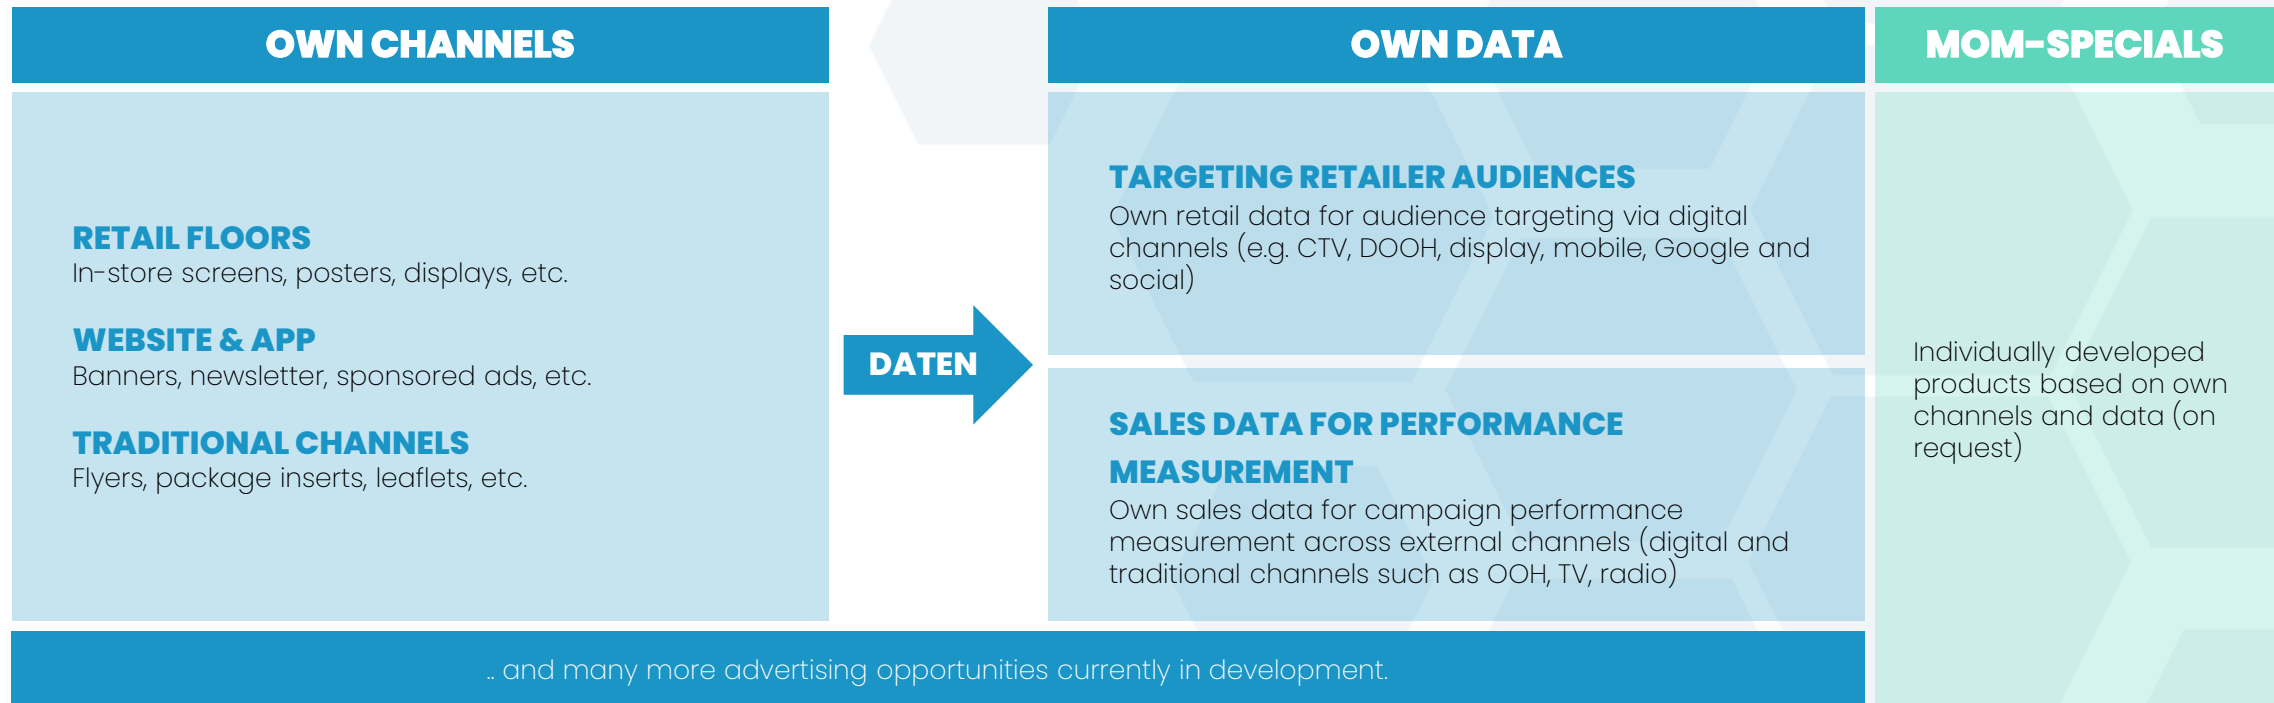 OWN CHANNELS
RETAIL FLOORS
In-store screens, posters, displays, etc.
WEBSITE & APP
Banners, newsletter, sponsored ads, etc.
TRADITIONAL CHANNELS
Flyers, package inserts, leaflets, etc.
DATEN
OWN DATA
TARGETING RETAILER AUDIENCES
Own retail data for audience targeting via digital
channels (e.g. CTV, DOOH, display, mobile, Google and
social)
SALES DATA FOR PERFORMANCE
MEASUREMENT
Own sales data for campaign performance
measurement across external channels (digital and
traditional channels such as OOH, TV, radio)
MOM-SPECIALS
Individually developed
products based on own
channels and data (on
request)
.. and many more advertising opportunities currently in development.